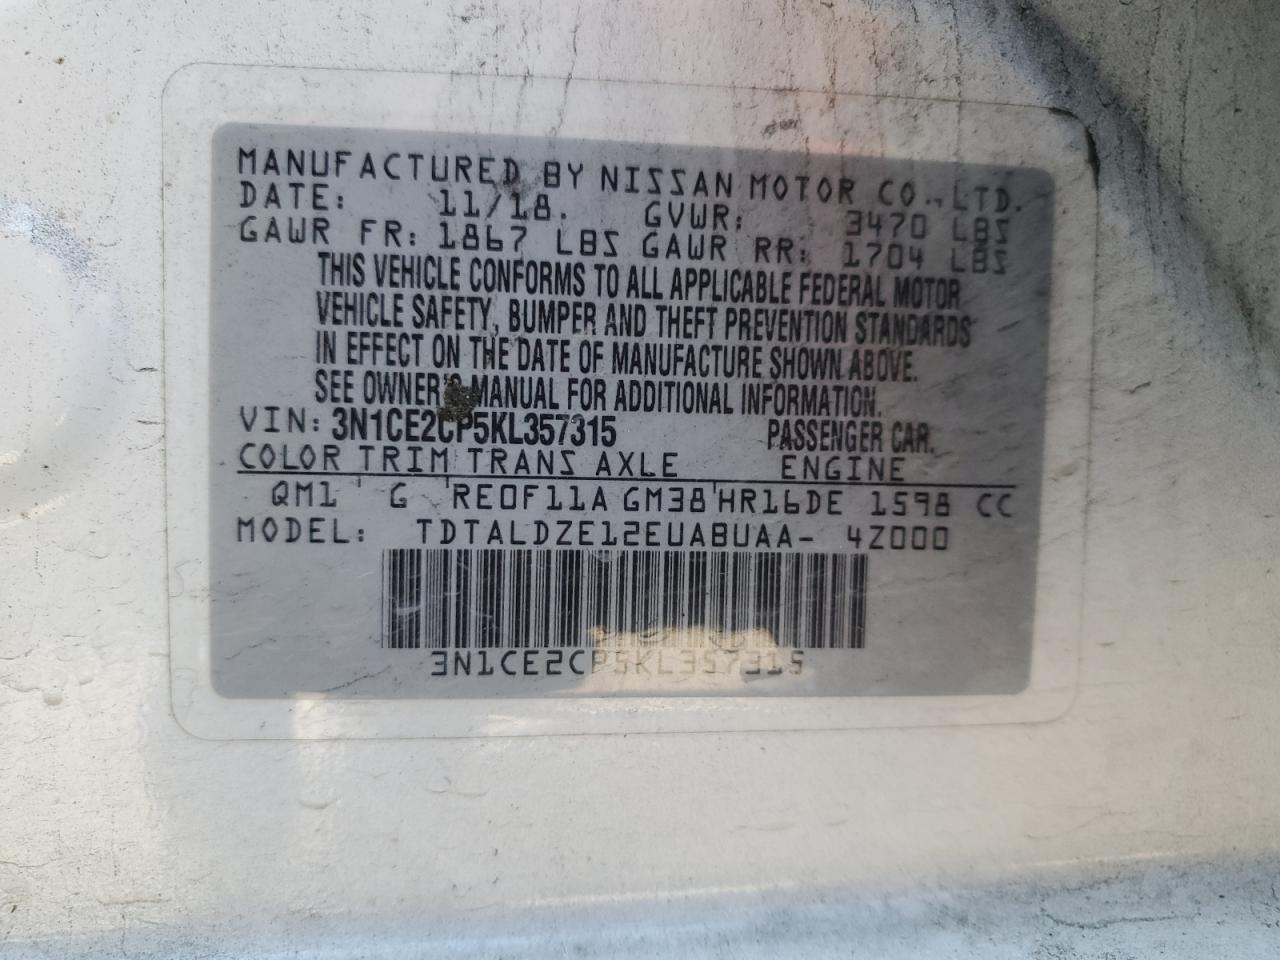 MANUFACTURED BY NISSAN MOTOR CO.,LTD.
DATE: 11/18. GVWR: 3470 LBS
GAWR FR: 1867 LBS GAWR RR: 1704 LBS
THIS VEHICLE CONFORMS TO ALL APPLICABLE FEDERAL MOTOR
VEHICLE SAFETY, BUMPER AND THEFT PREVENTION STANDARDS
IN EFFECT ON THE DATE OF MANUFACTURE SHOWN ABOVE.
SEE OWNER'S MANUAL FOR ADDITIONAL INFORMATION.
VIN: 3N1CE2CP5KL357315 PASSENGER CAR.
COLOR TRIM TRANS AXLE ENGINE
QM1 ' G 'RE0F11A GM38'HR16DE 1598 CC
MODEL: TDTALDZE12EUABUAA- 4Z000
3N1CE2CP5KL357315